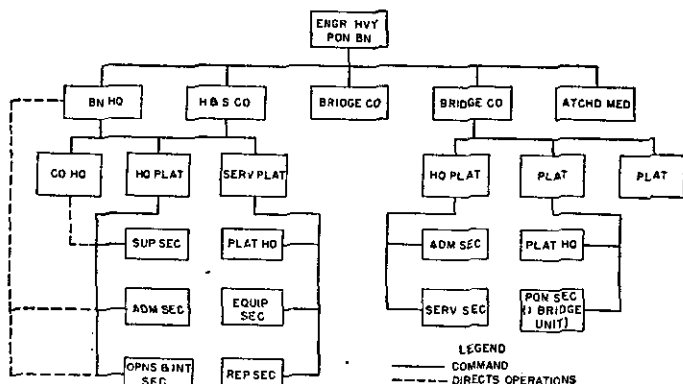 ENGR HVY
PON BN
BN HQ
H & S CO
BRIDGE CO
BRIDGE CO
ATCHD MED
CO HQ
HQ PLAT
SERV PLAT
HQ PLAT
PLAT
PLAT
SUP SEC
PLAT HQ
ADM SEC
PLAT HQ
ADM SEC
EQUIP
SEC
SERV SEC
PON SEC
(1 BRIDGE
UNIT)
OPNS & INT
SEC
REP SEC
LEGEND
COMMAND
DIRECTS OPERATIONS